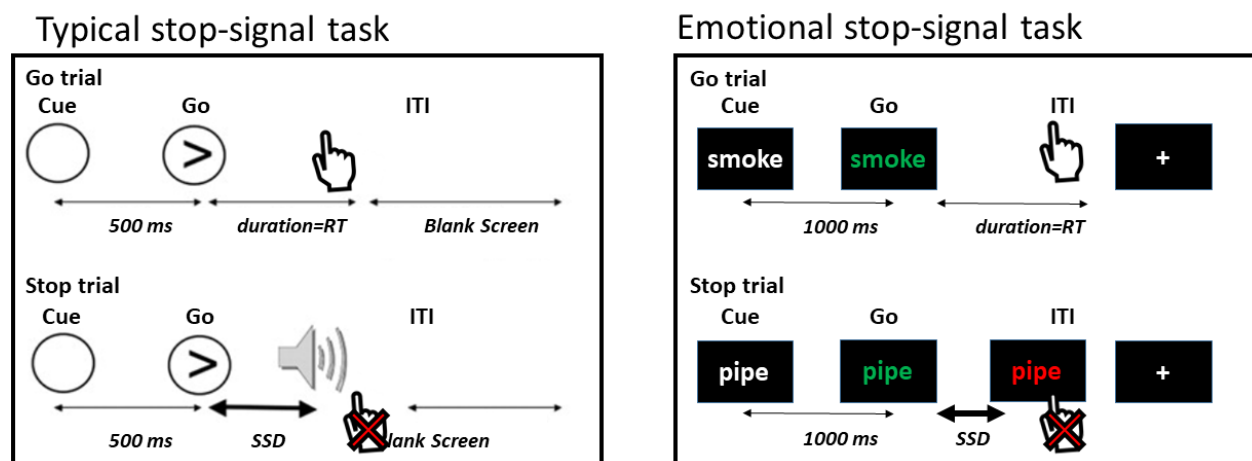 Typical stop-signal task
Go trial
Cue Go ITI
>
500 ms duration=RT Blank Screen
Stop trial
Cue Go ITI
>
500 ms SSD lank Screen
Emotional stop-signal task
Go trial
Cue Go ITI
smoke smoke +
1000 ms duration=RT
Stop trial
Cue Go ITI
pipe pipe pipe +
1000 ms SSD